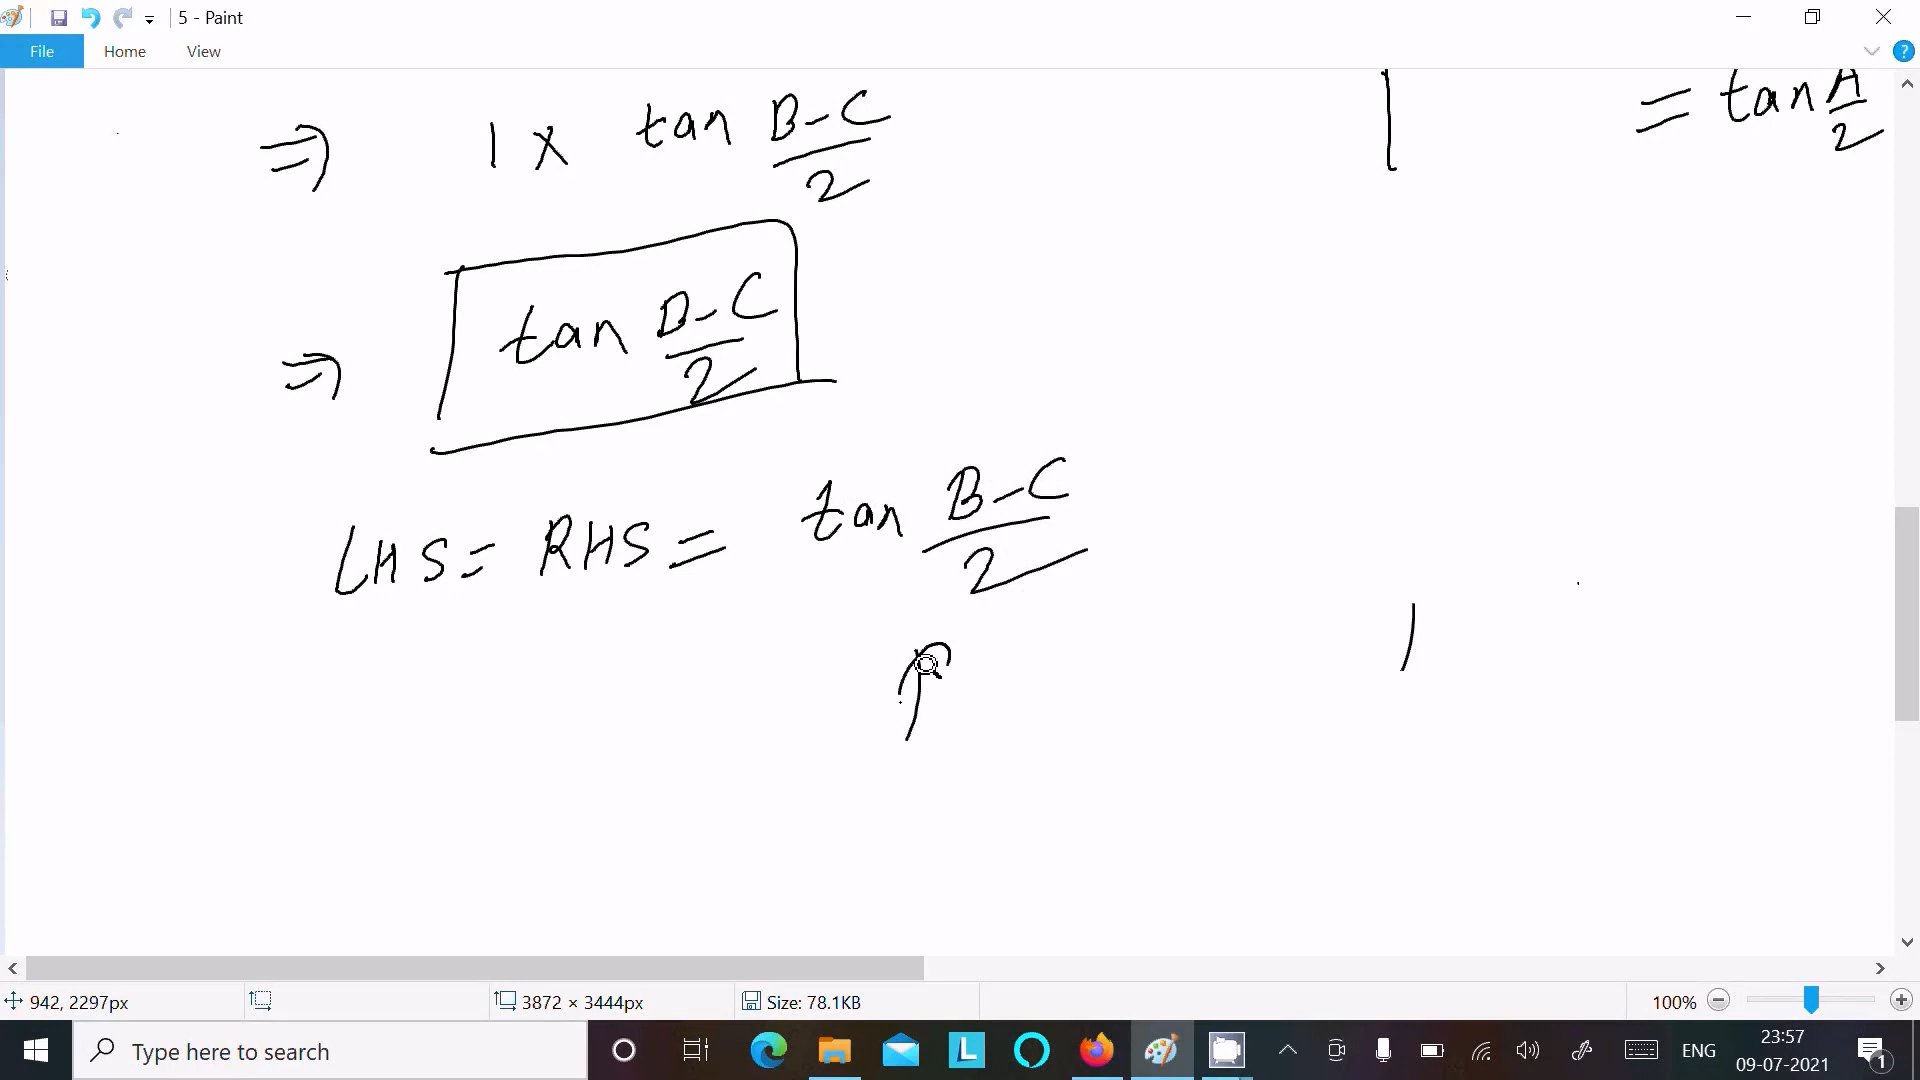 5 - Paint
File Home View
⇒ 1 × tan B-C/2
= tan A/2
⇒ tan B-C/2
LHS = RHS = tan B-C/2
942, 2297px 3872 × 3444px Size: 78.1KB 100%
Type here to search
L
ENG
23:57
09-07-2021
1